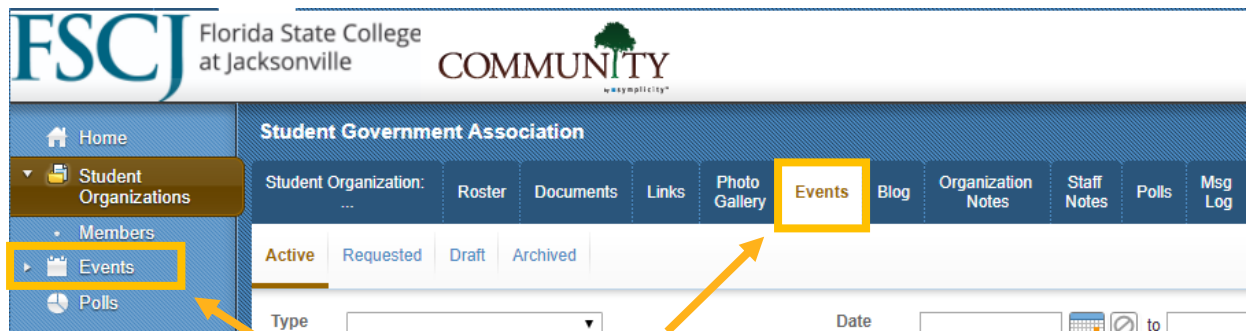 FSCJ
Florida State College
at Jacksonville
COMMUNITY
by symplicity
Home
Student
Organizations
Members
Events
Polls
Student Government Association
Student Organization:
...
Roster
Documents
Links
Photo
Gallery
Events
Blog
Organization
Notes
Staff
Notes
Polls
Msg
Log
Active
Requested
Draft
Archived
Type
Date
to